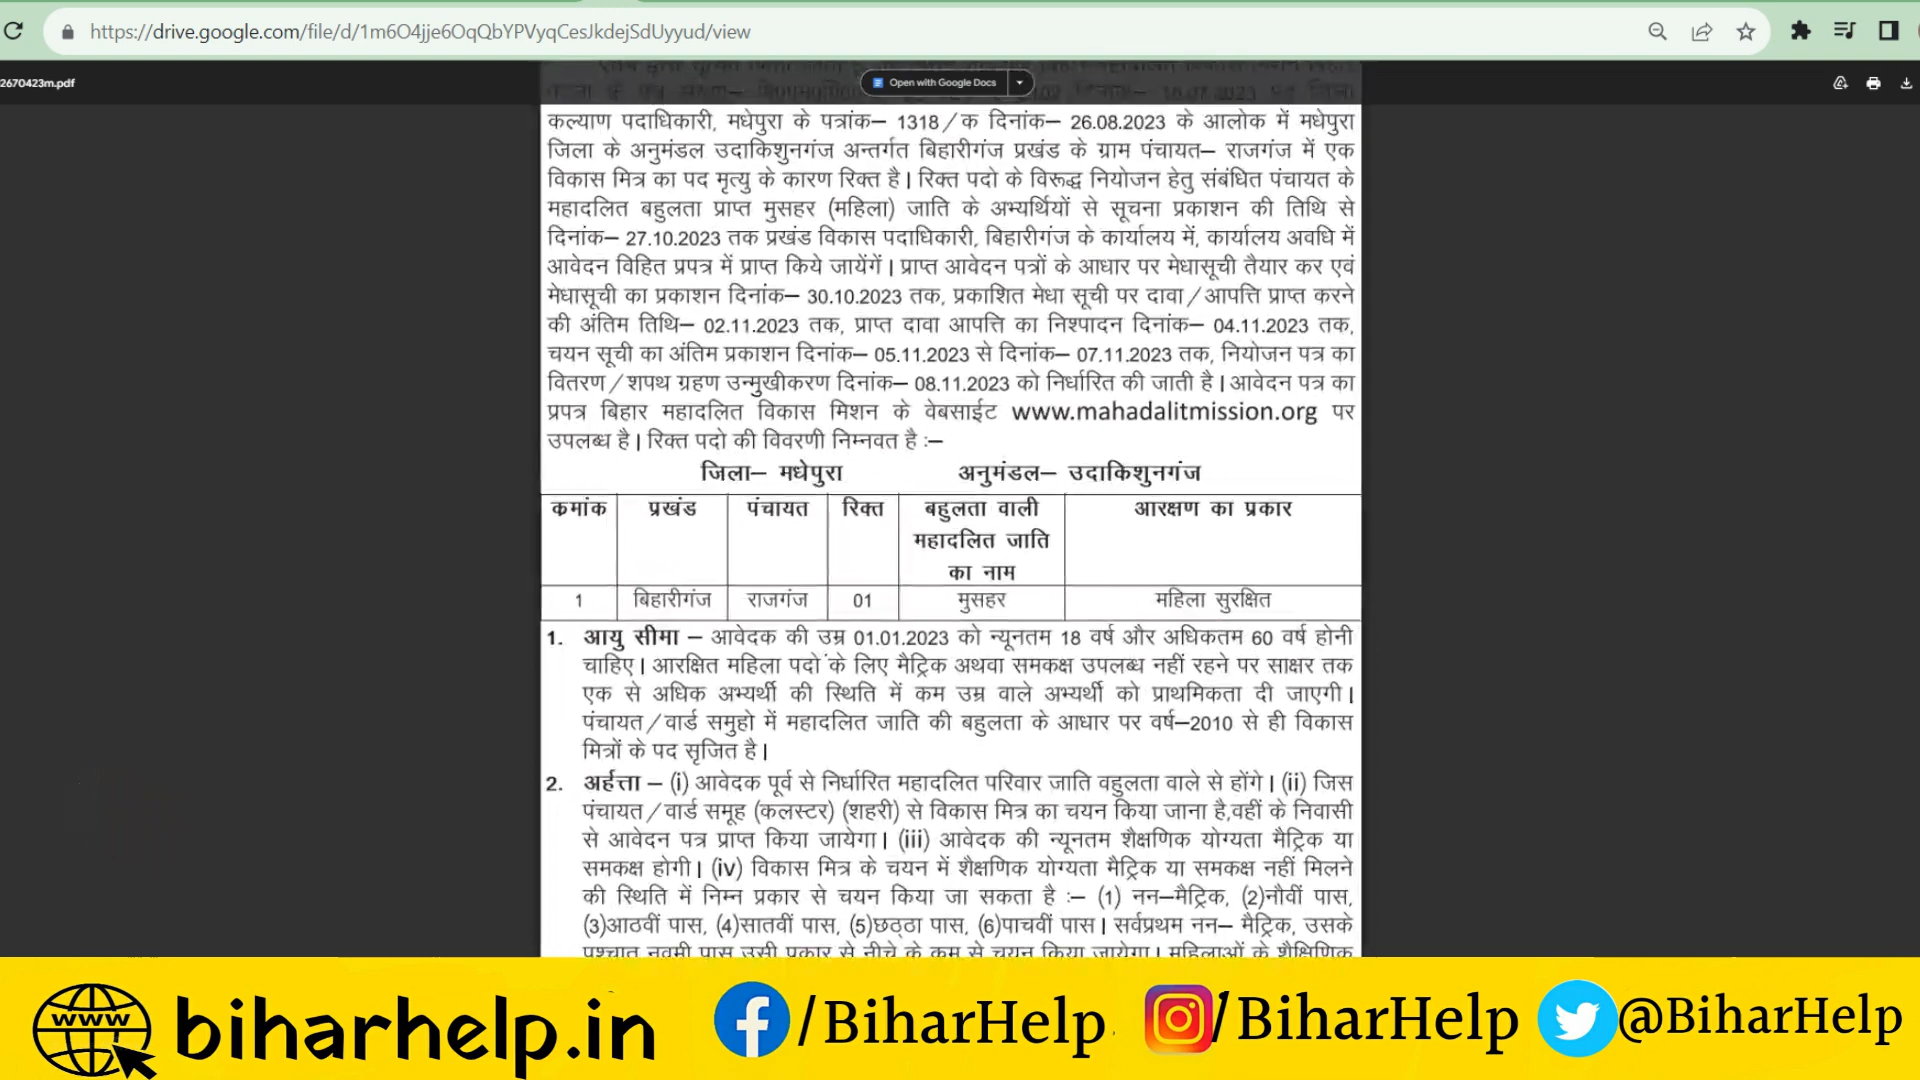 https://drive.google.com/file/d/1m6O4jje6OqQbYPVyqCesJkdejSdUyyud/view
2670423m.pdf
Open with Google Docs
कल्याण पदाधिकारी, मधेपुरा के पत्रांक– 1318/क दिनांक– 26.08.2023 के आलोक में मधेपुरा
जिला के अनुमंडल उदाकिशुनगंज अन्तर्गत बिहारीगंज प्रखंड के ग्राम पंचायत– राजगंज में एक
विकास मित्र का पद मृत्यु के कारण रिक्त है। रिक्त पदो के विरूद्ध नियोजन हेतु संबंधित पंचायत के
महादलित बहुलता प्राप्त मुसहर (महिला) जाति के अभ्यर्थियों से सूचना प्रकाशन की तिथि से
दिनांक– 27.10.2023 तक प्रखंड विकास पदाधिकारी, बिहारीगंज के कार्यालय में, कार्यालय अवधि में
आवेदन विहित प्रपत्र में प्राप्त किये जायेंगें। प्राप्त आवेदन पत्रों के आधार पर मेधासूची तैयार कर एवं
मेधासूची का प्रकाशन दिनांक– 30.10.2023 तक, प्रकाशित मेधा सूची पर दावा/आपत्ति प्राप्त करने
की अंतिम तिथि– 02.11.2023 तक, प्राप्त दावा आपत्ति का निश्पादन दिनांक– 04.11.2023 तक,
चयन सूची का अंतिम प्रकाशन दिनांक– 05.11.2023 से दिनांक– 07.11.2023 तक, नियोजन पत्र का
वितरण/शपथ ग्रहण उन्मुखीकरण दिनांक– 08.11.2023 को निर्धारित की जाती है। आवेदन पत्र का
प्रपत्र बिहार महादलित विकास मिशन के वेबसाईट www.mahadalitmission.org पर
उपलब्ध है। रिक्त पदो की विवरणी निम्नवत है :–
जिला– मधेपुरा अनुमंडल– उदाकिशुनगंज
कमांक प्रखंड पंचायत रिक्त बहुलता वाली आरक्षण का प्रकार
महादलित जाति
का नाम
1 बिहारीगंज राजगंज 01 मुसहर महिला सुरक्षित
1. आयु सीमा – आवेदक की उम्र 01.01.2023 को न्यूनतम 18 वर्ष और अधिकतम 60 वर्ष होनी
चाहिए। आरक्षित महिला पदो के लिए मैट्रिक अथवा समकक्ष उपलब्ध नहीं रहने पर साक्षर तक
एक से अधिक अभ्यर्थी की स्थिति में कम उम्र वाले अभ्यर्थी को प्राथमिकता दी जाएगी।
पंचायत/वार्ड समुहो में महादलित जाति की बहुलता के आधार पर वर्ष–2010 से ही विकास
मित्रों के पद सृजित है।
2. अर्हत्ता – (i) आवेदक पूर्व से निर्धारित महादलित परिवार जाति वहुलता वाले से होंगे। (ii) जिस
पंचायत/वार्ड समूह (कलस्टर) (शहरी) से विकास मित्र का चयन किया जाना है,वहीं के निवासी
से आवेदन पत्र प्राप्त किया जायेगा। (iii) आवेदक की न्यूनतम शैक्षणिक योग्यता मैट्रिक या
समकक्ष होगी। (iv) विकास मित्र के चयन में शैक्षणिक योग्यता मैट्रिक या समकक्ष नहीं मिलने
की स्थिति में निम्न प्रकार से चयन किया जा सकता है :– (1) नन–मैट्रिक, (2)नौवीं पास,
(3)आठवीं पास, (4)सातवीं पास, (5)छठ्ठा पास, (6)पाचवीं पास। सर्वप्रथम नन– मैट्रिक, उसके
पश्चात नवमी पास उसी प्रकार से नीचे के कम से चयन किया जायेगा। महिलाओं के शैक्षिणिक
www biharhelp.in /BiharHelp /BiharHelp @BiharHelp